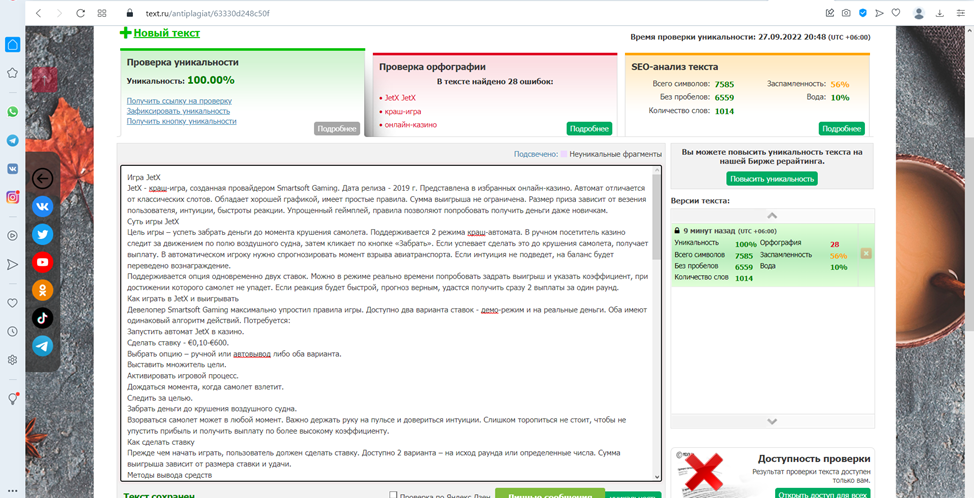 text.ru/antiplagiat/63330d248c50f
Новый текст
Время проверки уникальности: 27.09.2022 20:48 (UTC +06:00)
Проверка уникальности
Уникальность: 100.00%
Получить ссылку на проверку
Зафиксировать уникальность
Получить кнопку уникальности
Подробнее
Проверка орфографии
В тексте найдено 28 ошибок:
• JetX JetX
• краш-игра
• онлайн-казино
Подробнее
SEO-анализ текста
Всего символов: 7585 Заспамленность: 56%
Без пробелов: 6559 Вода: 10%
Количество слов: 1014
Подробнее
Подсвечено: Неуникальные фрагменты
Игра JetX
JetX - краш-игра, созданная провайдером Smartsoft Gaming. Дата релиза - 2019 г. Представлена в избранных онлайн-казино. Автомат отличается
от классических слотов. Обладает хорошей графикой, имеет простые правила. Сумма выигрыша не ограничена. Размер приза зависит от везения
пользователя, интуиции, быстроты реакции. Упрощенный геймплей, правила позволяют попробовать получить деньги даже новичкам.
Суть игры JetX
Цель игры – успеть забрать деньги до момента крушения самолета. Поддерживается 2 режима краш-автомата. В ручном посетитель казино
следит за движением по полю воздушного судна, затем кликает по кнопке «Забрать». Если успевает сделать это до крушения самолета, получает
выплату. В автоматическом игроку нужно спрогнозировать момент взрыва авиатранспорта. Если интуиция не подведет, на баланс будет
переведено вознаграждение.
Поддерживается опция одновременно двух ставок. Можно в режиме реально времени попробовать задрать выигрыш и указать коэффициент, при
достижении которого самолет не упадет. Если реакция будет быстрой, прогноз верным, удастся получить сразу 2 выплаты за один раунд.
Как играть в JetX и выигрывать
Девелопер Smartsoft Gaming максимально упростил правила игры. Доступно два варианта ставок - демо-режим и на реальные деньги. Оба имеют
одинаковый алгоритм действий. Потребуется:
Запустить автомат JetX в казино.
Сделать ставку - €0,10-€600.
Выбрать опцию – ручной или автовывод либо оба варианта.
Выставить множитель цели.
Активировать игровой процесс.
Дождаться момента, когда самолет взлетит.
Следить за целью.
Забрать деньги до крушения воздушного судна.
Взорваться самолет может в любой момент. Важно держать руку на пульсе и довериться интуиции. Слишком торопиться не стоит, чтобы не
упустить прибыль и получить выплату по более высокому коэффициенту.
Как сделать ставку
Прежде чем начать играть, пользователь должен сделать ставку. Доступно 2 варианта – на исход раунда или определенные числа. Сумма
выигрыша зависит от размера ставки и удачи.
Методы вывода средств
Текст сохранен
Проверка по Яндекс.Дзен
Вы можете повысить уникальность текста на
нашей Бирже рерайтинга.
Повысить уникальность
Версии текста:
9 минут назад (UTC +06:00)
Уникальность 100% Орфография 28
Всего символов 7585 Заспамленность 56%
Без пробелов 6559 Вода 10%
Количество слов 1014
Доступность проверки
Результат проверки текста доступен
только вам.
Открыть доступ для всех